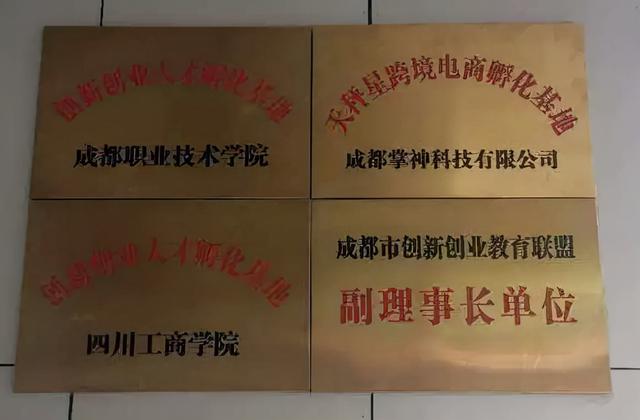 创新创业人才孵化基地
成都职业技术学院
天秤星跨境电商孵化基地
成都掌神科技有限公司
创新创业人才孵化基地
四川工商学院
成都市创新创业教育联盟
副理事长单位